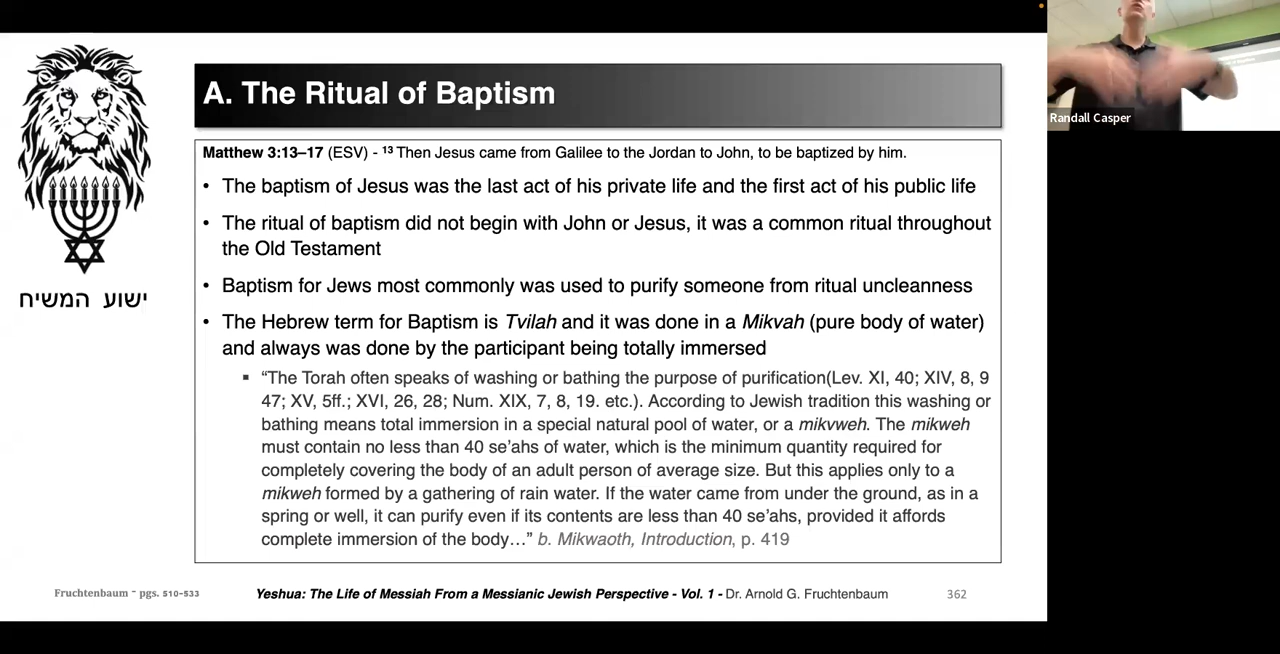 A. The Ritual of Baptism
Randall Casper
Matthew 3:13–17 (ESV) - 13 Then Jesus came from Galilee to the Jordan to John, to be baptized by him.
• The baptism of Jesus was the last act of his private life and the first act of his public life
• The ritual of baptism did not begin with John or Jesus, it was a common ritual throughout
the Old Testament
• Baptism for Jews most commonly was used to purify someone from ritual uncleanness
ישוע המשיח
• The Hebrew term for Baptism is Tvilah and it was done in a Mikvah (pure body of water)
and always was done by the participant being totally immersed
▪ “The Torah often speaks of washing or bathing the purpose of purification(Lev. XI, 40; XIV, 8, 9
47; XV, 5ff.; XVI, 26, 28; Num. XIX, 7, 8, 19. etc.). According to Jewish tradition this washing or
bathing means total immersion in a special natural pool of water, or a mikvweh. The mikweh
must contain no less than 40 se’ahs of water, which is the minimum quantity required for
completely covering the body of an adult person of average size. But this applies only to a
mikweh formed by a gathering of rain water. If the water came from under the ground, as in a
spring or well, it can purify even if its contents are less than 40 se’ahs, provided it affords
complete immersion of the body…” b. Mikwaoth, Introduction, p. 419
Fruchtenbaum - pgs. 510-533
Yeshua: The Life of Messiah From a Messianic Jewish Perspective - Vol. 1 - Dr. Arnold G. Fruchtenbaum
362